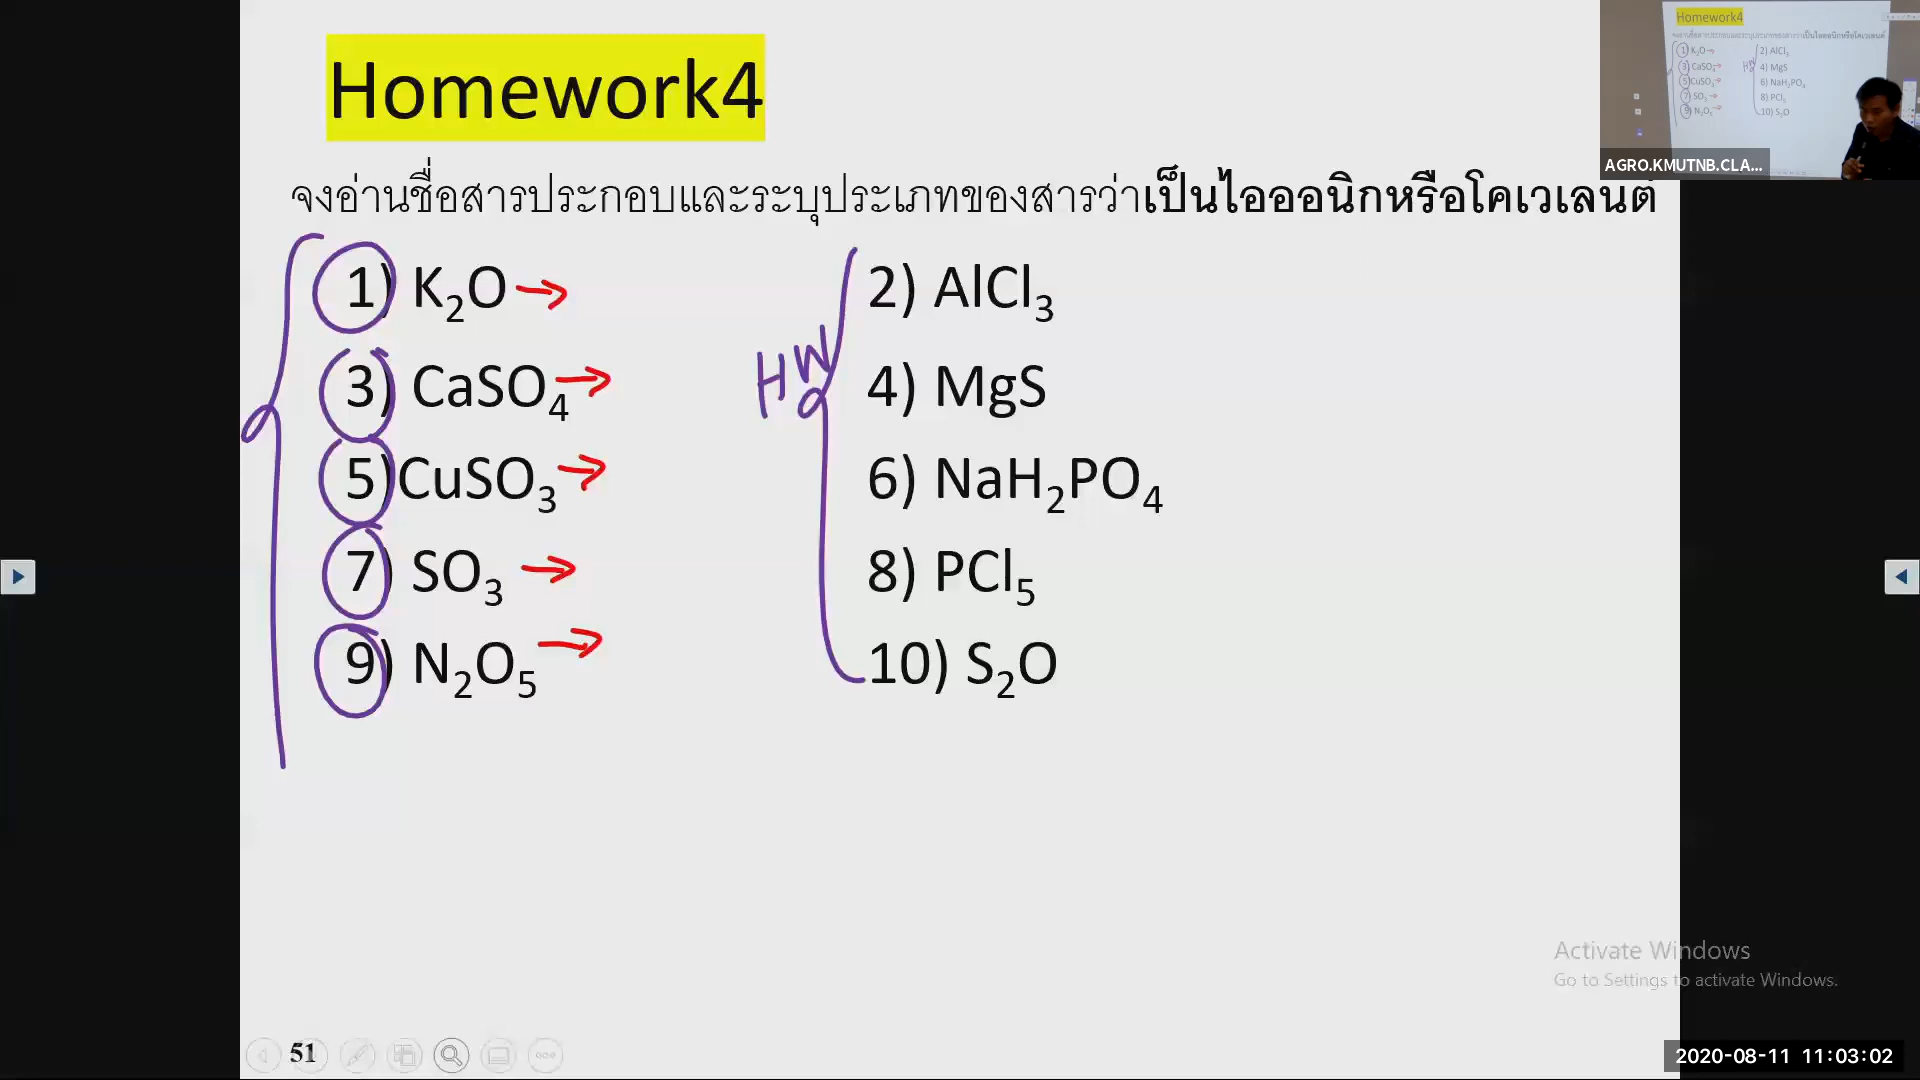 Homework4
จงอ่านชื่อสารประกอบและระบุประเภทของสารว่าเป็นไอออนิกหรือโคเวเลนต์
1) K₂O →
2) AlCl₃
3) CaSO₄ →
HW
4) MgS
5)CuSO₃ →
6) NaH₂PO₄
7) SO₃ →
8) PCl₅
9) N₂O₅ →
10) S₂O
51
AGRO.KMUTNB.CLA...
Activate Windows
Go to Settings to activate Windows.
2020-08-11 11:03:02